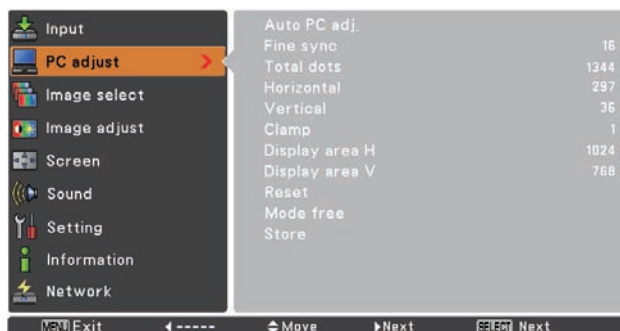 Input
PC adjust
Image select
Image adjust
Screen
Sound
Setting
Information
Network
Auto PC adj.
Fine sync 16
Total dots 1344
Horizontal 297
Vertical 36
Clamp 1
Display area H 1024
Display area V 768
Reset
Mode free
Store
MENU Exit ◀ ----- Move ▶Next SELECT Next